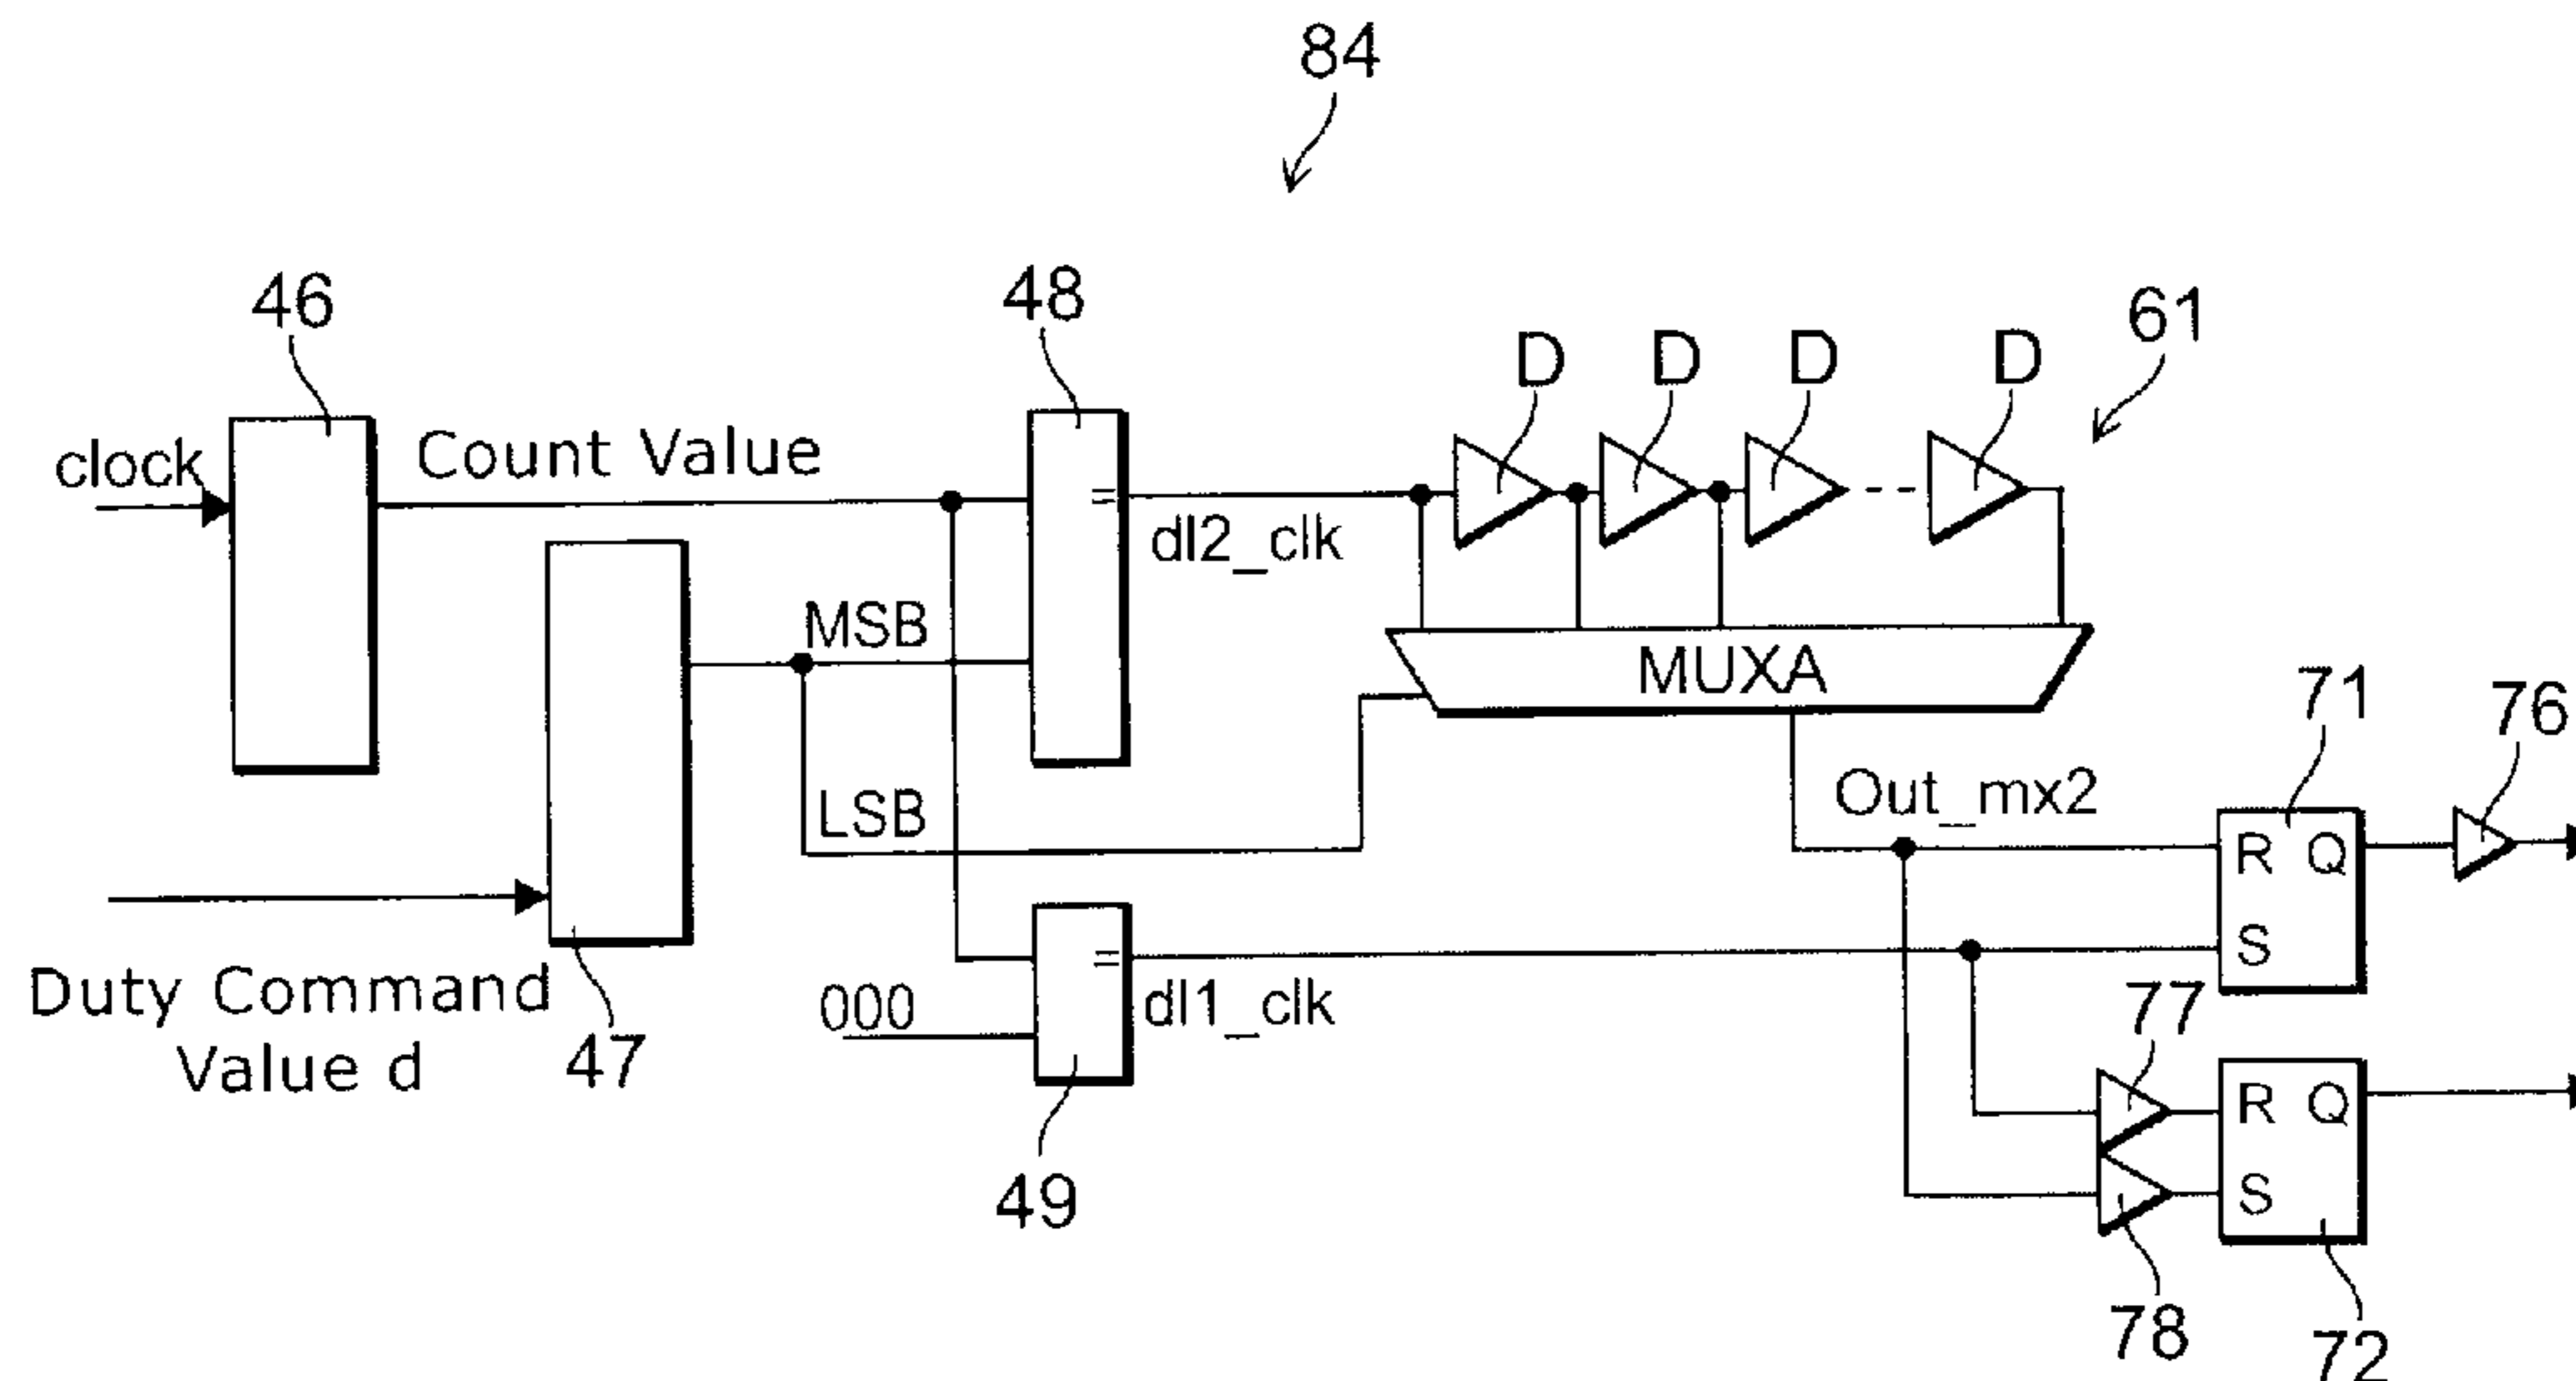 84
46
48
61
D D D D
clock
Count Value
=
dl2_clk
MSB
MUXA
71
76
LSB
Out_mx2
R Q
S
Duty Command
Value d
47
000
=
dl1_clk
49
77
R Q
S
78
72